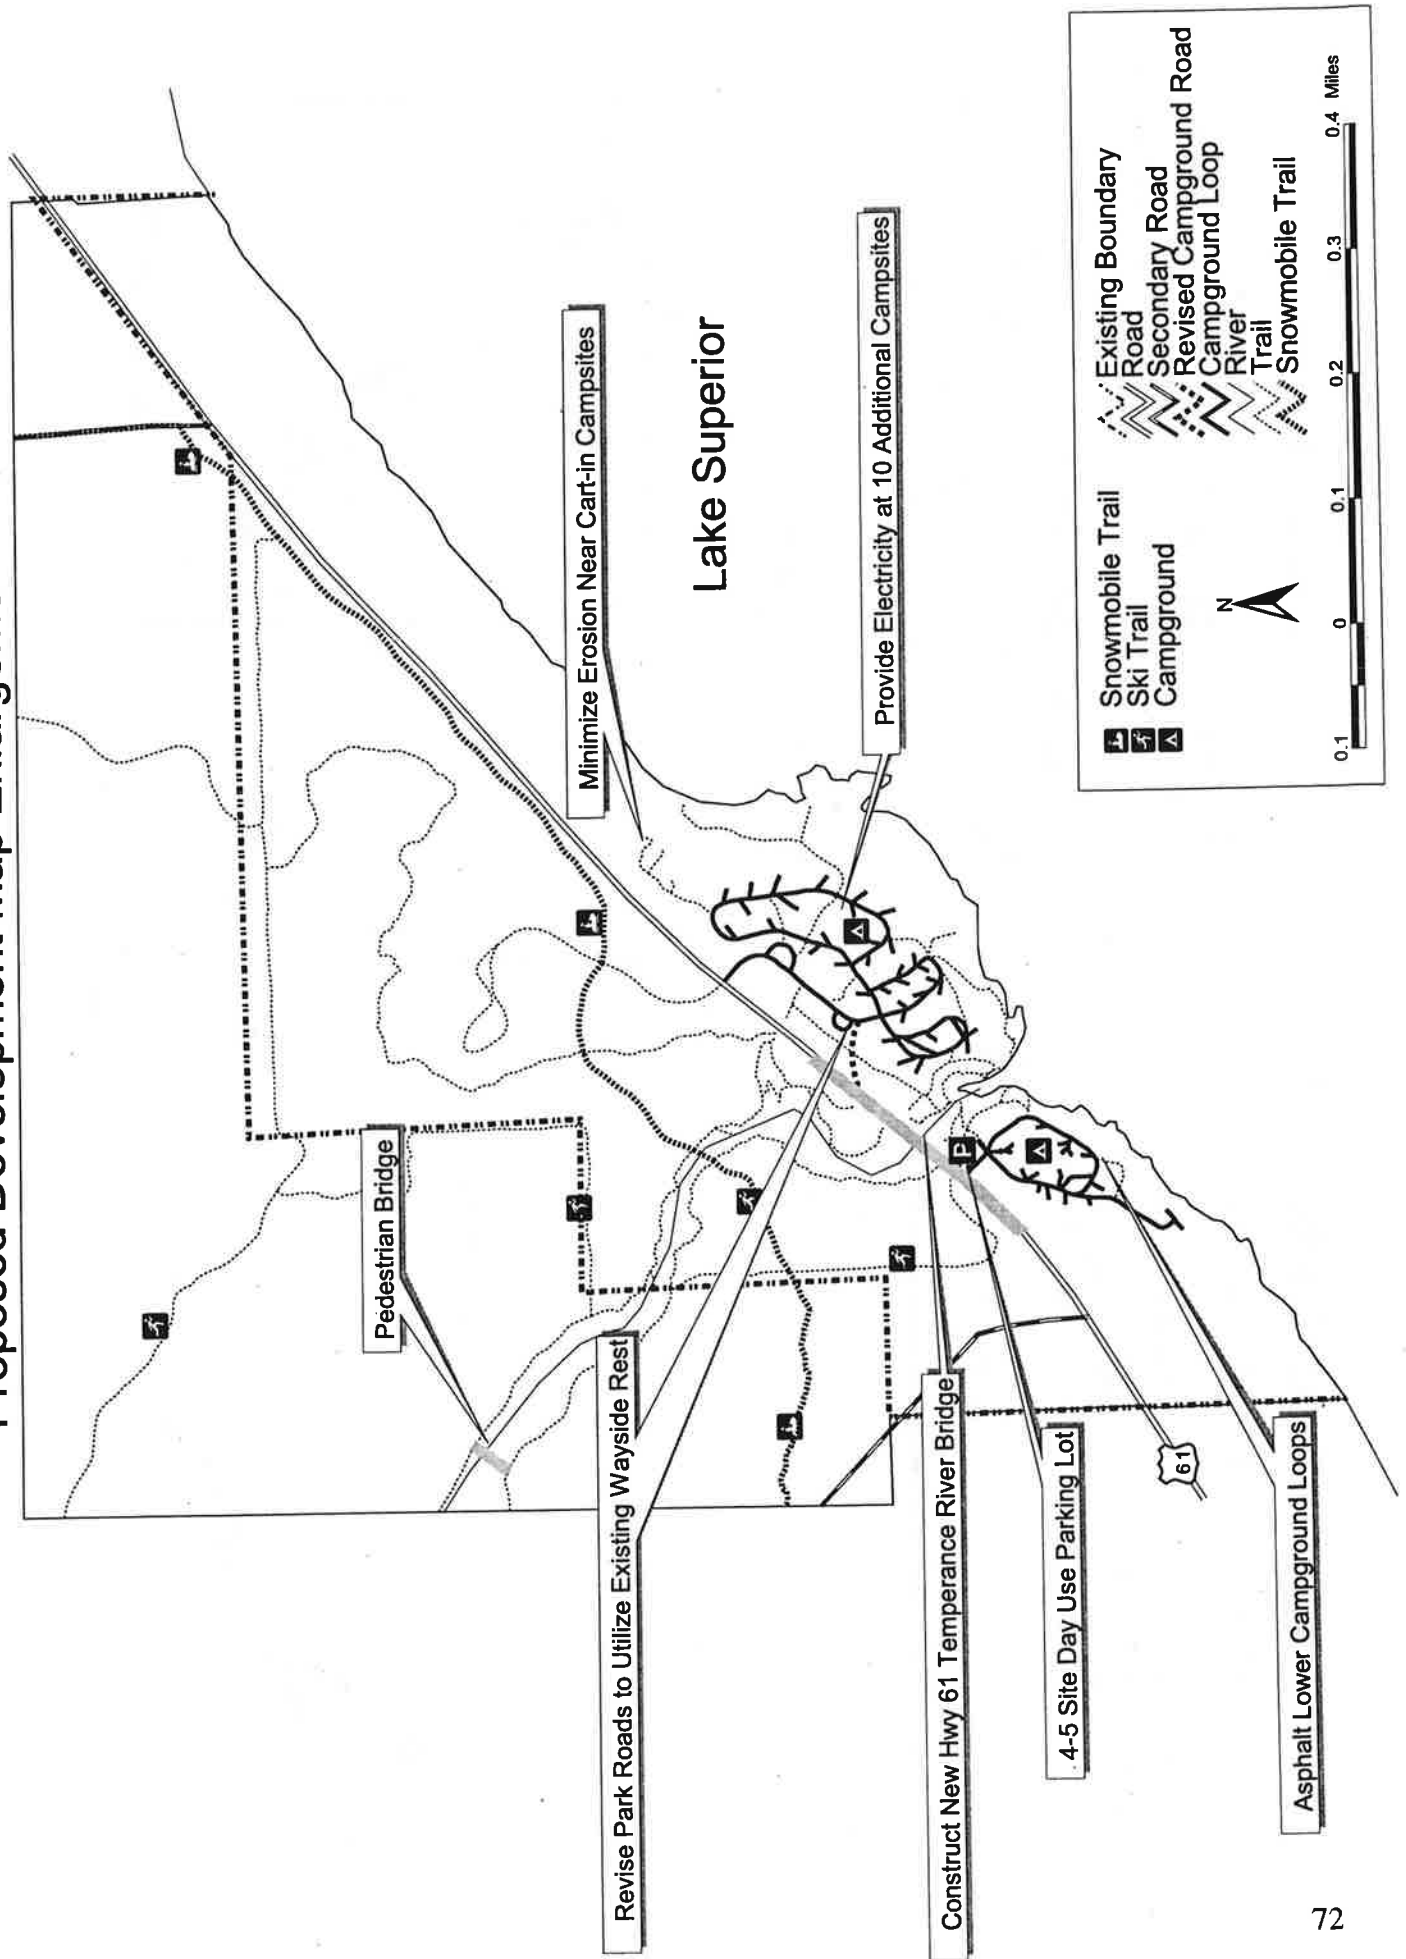 Proposed Development Map Enlargement
Pedestrian Bridge
Revise Park Roads to Utilize Existing Wayside Rest
Construct New Hwy 61 Temperance River Bridge
4-5 Site Day Use Parking Lot
Asphalt Lower Campground Loops
Minimize Erosion Near Cart-in Campsites
Lake Superior
Provide Electricity at 10 Additional Campsites
P
61
Snowmobile Trail
Ski Trail
Campground
N
Existing Boundary
Road
Secondary Road
Revised Campground Road
Campground Loop
River
Trail
Snowmobile Trail
0.1 0 0.1 0.2 0.3 0.4 Miles
72